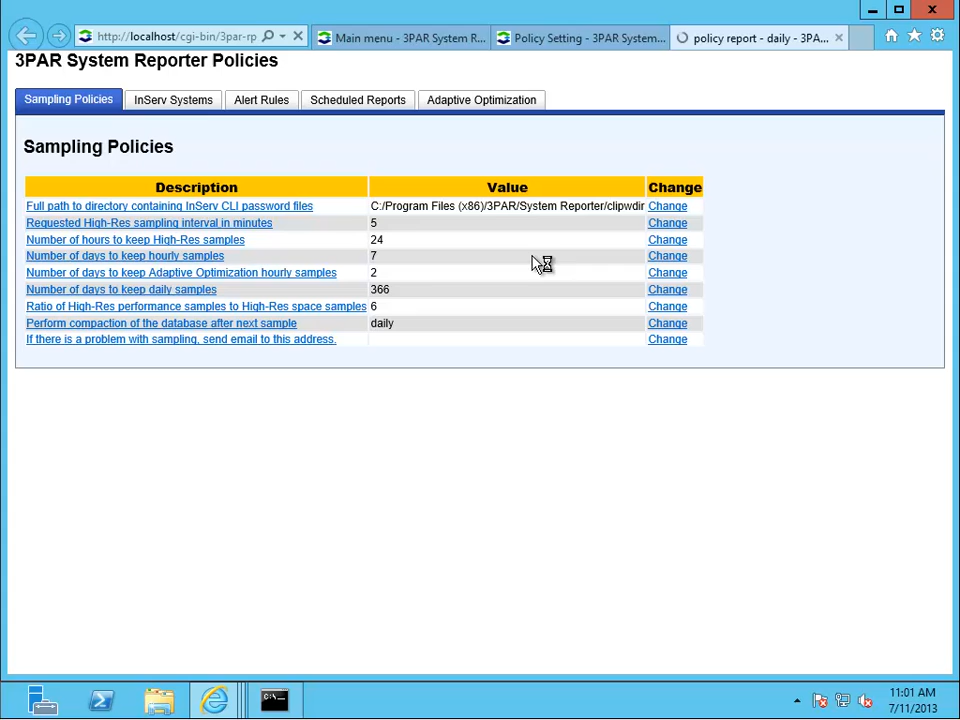 http://localhost/cgi-bin/3par-rp
Main menu - 3PAR System R...
Policy Setting - 3PAR System...
policy report - daily - 3PA...
3PAR System Reporter Policies
Sampling Policies
InServ Systems
Alert Rules
Scheduled Reports
Adaptive Optimization
Sampling Policies
Description Value Change
Full path to directory containing InServ CLI password files C:/Program Files (x86)/3PAR/System Reporter/clipwdir Change
Requested High-Res sampling interval in minutes 5 Change
Number of hours to keep High-Res samples 24 Change
Number of days to keep hourly samples 7 Change
Number of days to keep Adaptive Optimization hourly samples 2 Change
Number of days to keep daily samples 366 Change
Ratio of High-Res performance samples to High-Res space samples 6 Change
Perform compaction of the database after next sample daily Change
If there is a problem with sampling, send email to this address. Change
11:01 AM
7/11/2013